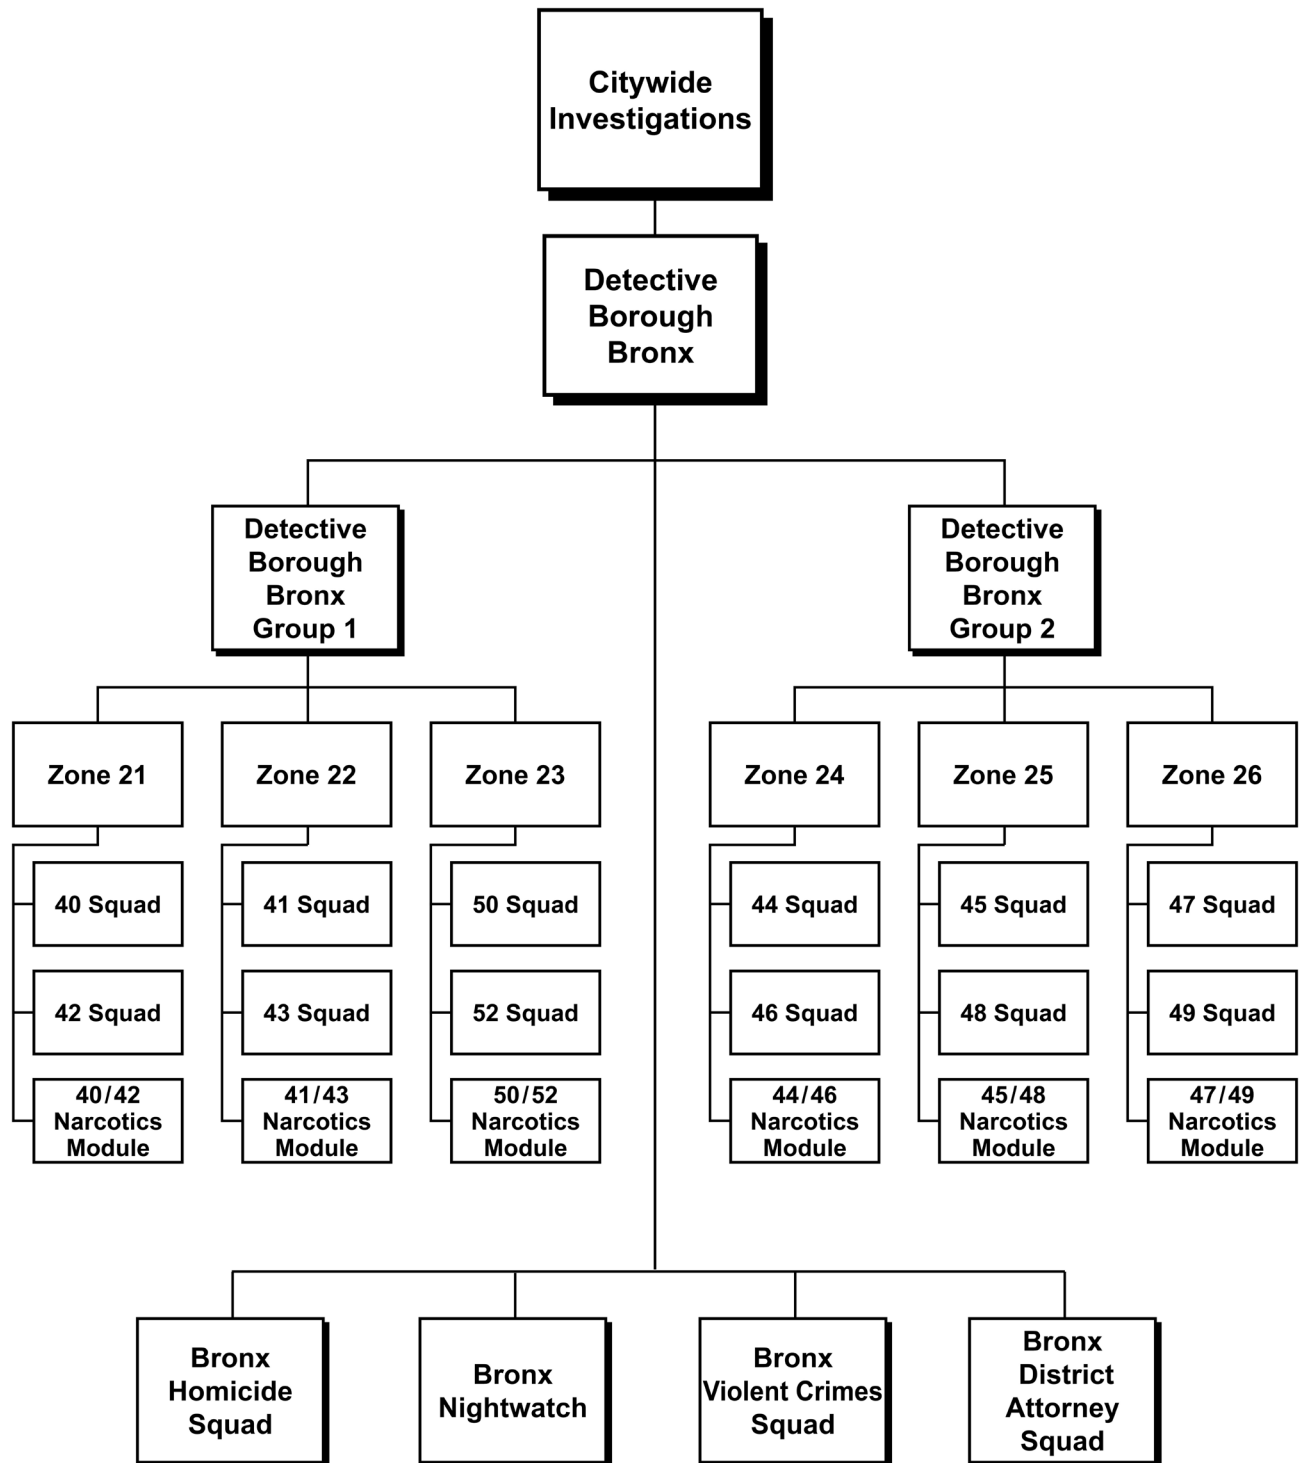 Citywide
Investigations
Detective
Borough
Bronx
Detective
Borough
Bronx
Group 1
Detective
Borough
Bronx
Group 2
Zone 21
Zone 22
Zone 23
Zone 24
Zone 25
Zone 26
40 Squad
41 Squad
50 Squad
44 Squad
45 Squad
47 Squad
42 Squad
43 Squad
52 Squad
46 Squad
48 Squad
49 Squad
40/42
Narcotics
Module
41/43
Narcotics
Module
50/52
Narcotics
Module
44/46
Narcotics
Module
45/48
Narcotics
Module
47/49
Narcotics
Module
Bronx
Homicide
Squad
Bronx
Nightwatch
Bronx
Violent Crimes
Squad
Bronx
District
Attorney
Squad